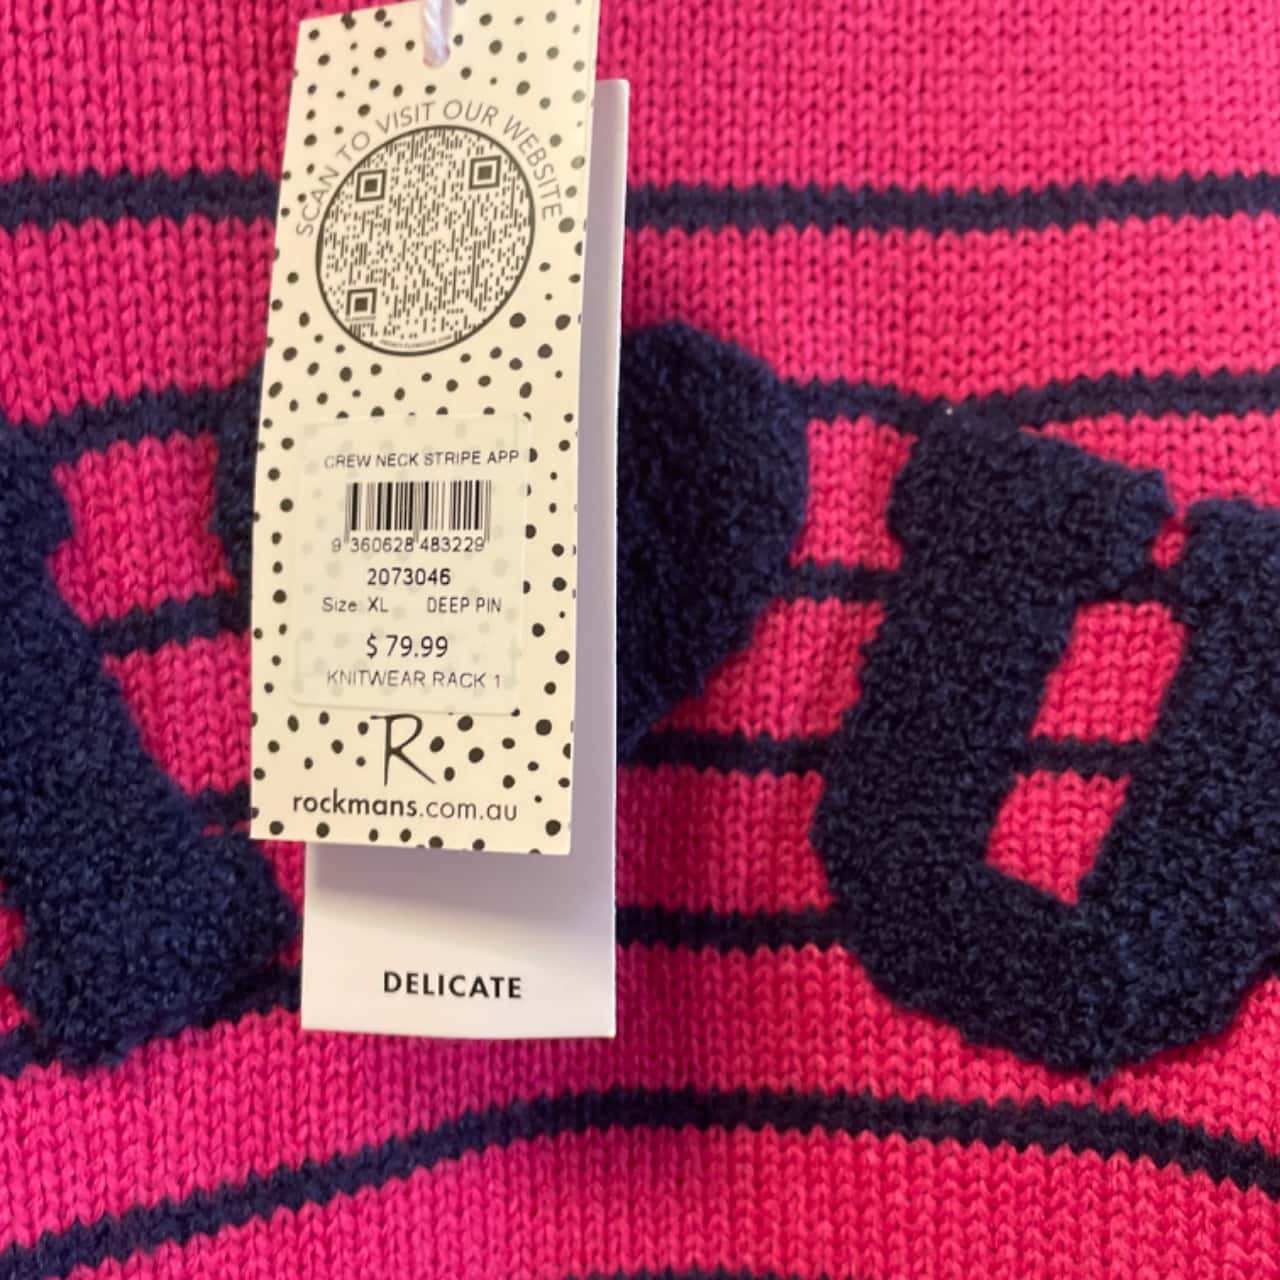 SCAN TO VISIT OUR WEBSITE
CREW NECK STRIPE APP
9 360628 483229
2073046
Size: XL DEEP PIN
$ 79.99
KNITWEAR RACK 1
R
rockmans.com.au
DELICATE